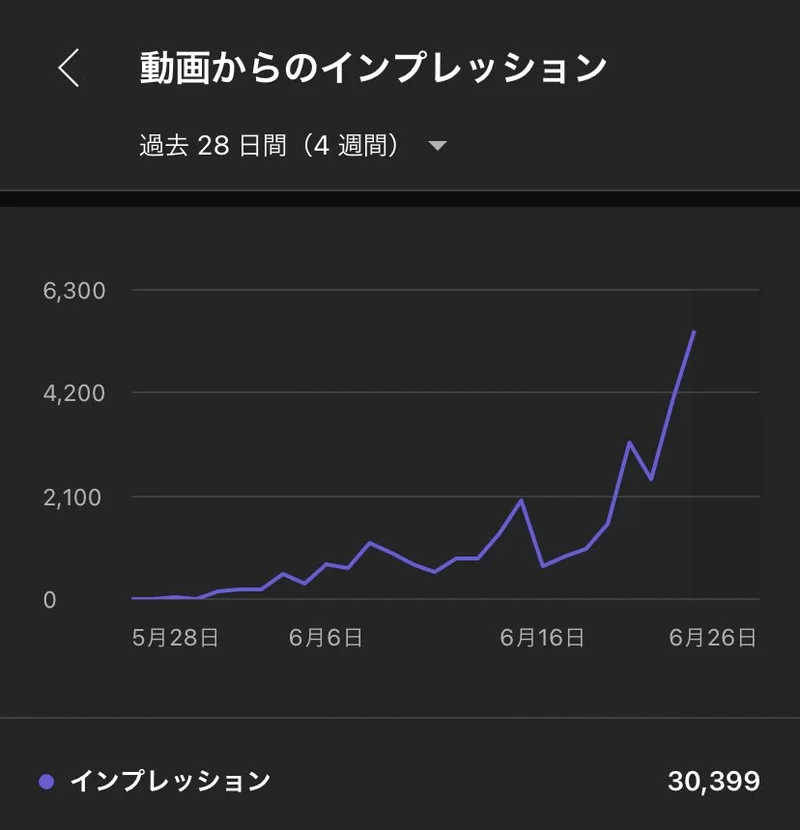 動画からのインプレッション
過去 28 日間（4 週間）
6,300
4,200
2,100
0
5月28日 6月6日 6月16日 6月26日
インプレッション 30,399